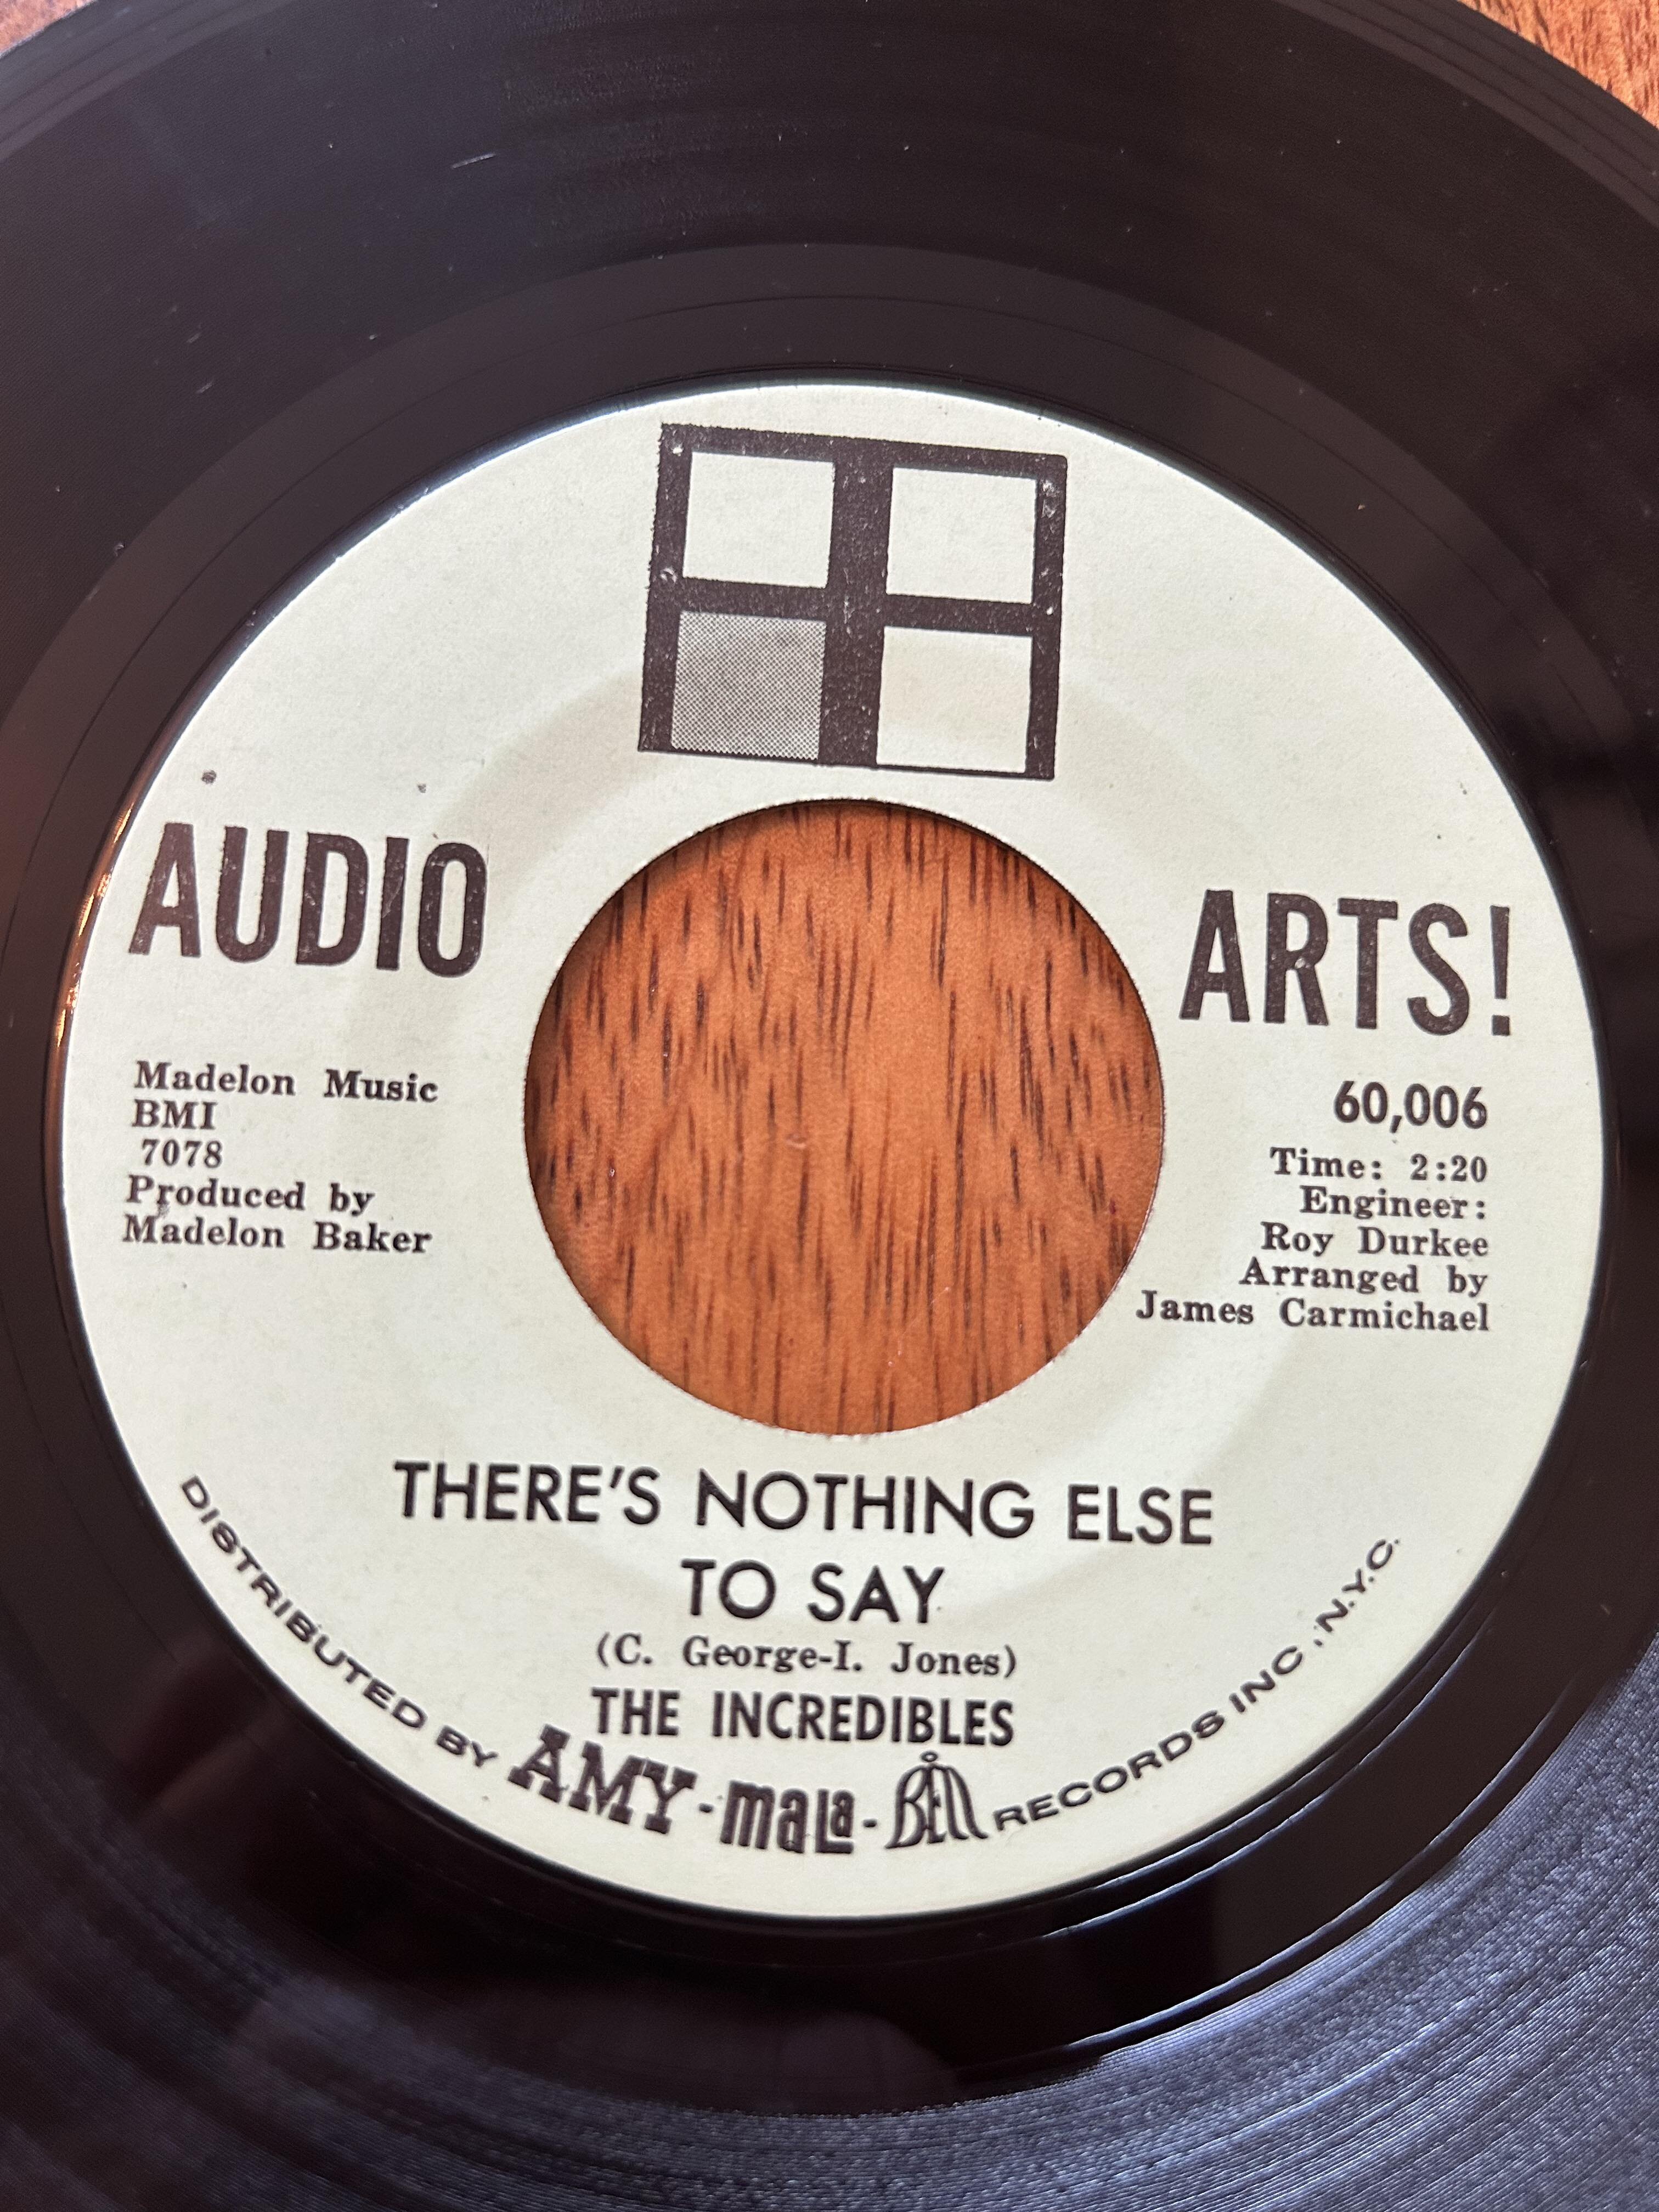 AUDIO ARTS!
Madelon Music
BMI
7078
Produced by
Madelon Baker
60,006
Time: 2:20
Engineer:
Roy Durkee
Arranged by
James Carmichael
THERE'S NOTHING ELSE
TO SAY
(C. George-I. Jones)
THE INCREDIBLES
DISTRIBUTED BY AMY-mala-BELL RECORDS INC., N.Y.C.